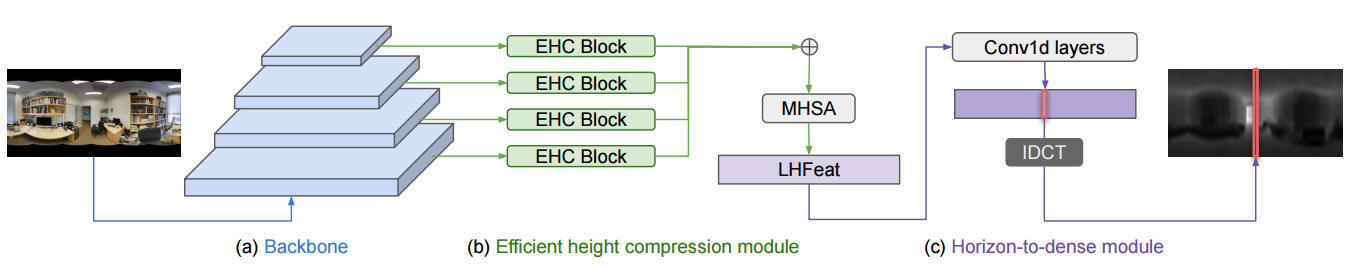 EHC Block
EHC Block
EHC Block
EHC Block
MHSA
LHFeat
Conv1d layers
IDCT
(a) Backbone
(b) Efficient height compression module
(c) Horizon-to-dense module